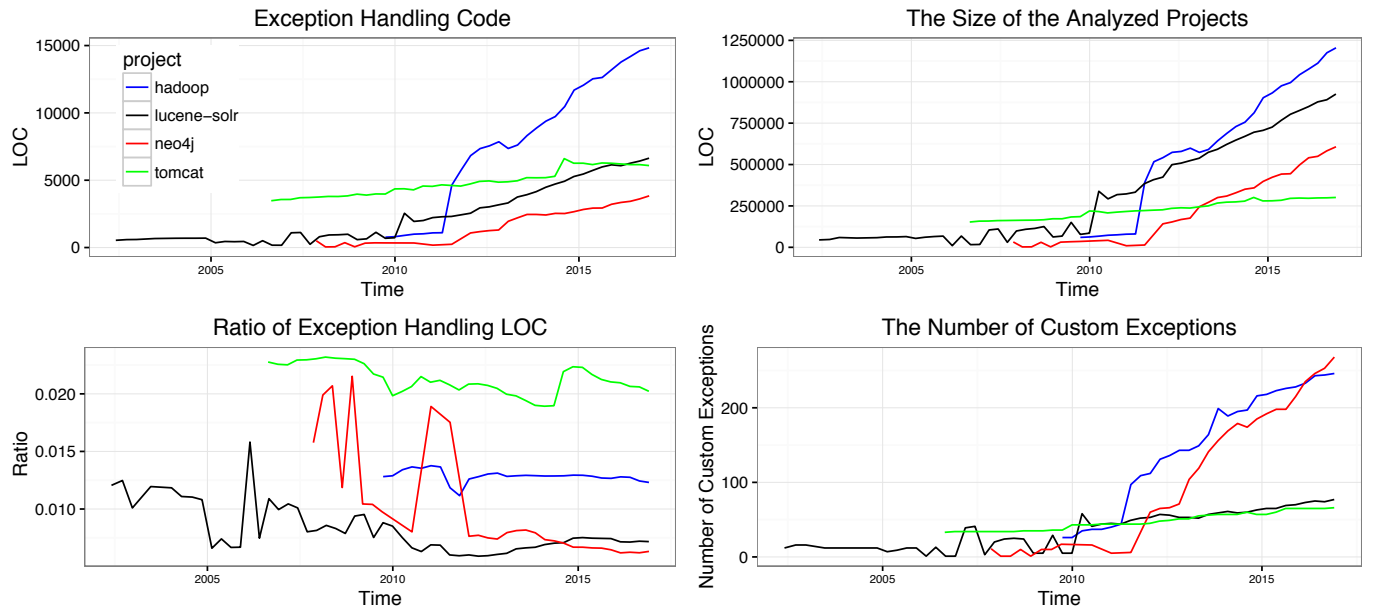 Exception Handling Code
LOC
15000
10000
5000
0
project
hadoop
lucene−solr
neo4j
tomcat
2005
2010
2015
Time
The Size of the Analyzed Projects
LOC
1250000
1000000
750000
500000
250000
0
2005
2010
2015
Time
Ratio of Exception Handling LOC
Ratio
0.020
0.015
0.010
2005
2010
2015
Time
The Number of Custom Exceptions
Number of Custom Exceptions
200
100
0
2005
2010
2015
Time